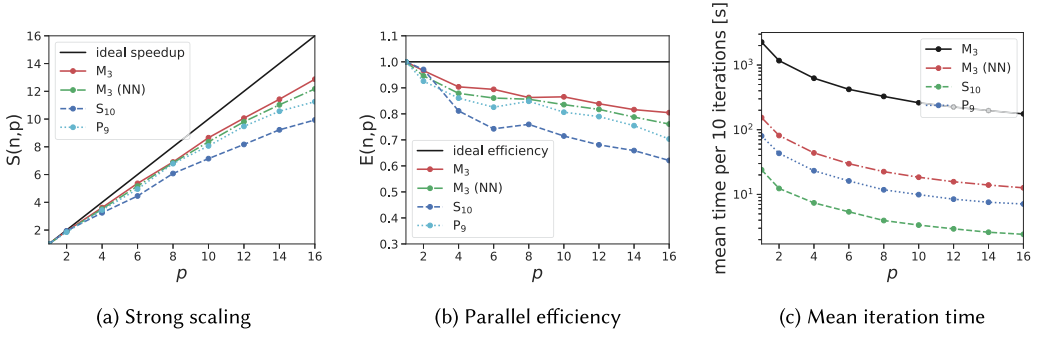 16
14
12
10
8
6
4
2
S(n,p)
ideal speedup
M₃
M₃ (NN)
S₁₀
P₉
2 4 6 8 10 12 14 16
p
(a) Strong scaling
1.1
1.0
0.9
0.8
0.7
0.6
0.5
0.4
0.3
E(n,p)
ideal efficiency
M₃
M₃ (NN)
S₁₀
P₉
2 4 6 8 10 12 14 16
p
(b) Parallel efficiency
mean time per 10 iterations [s]
10³
10²
10¹
M₃
M₃ (NN)
S₁₀
P₉
2 4 6 8 10 12 14 16
p
(c) Mean iteration time